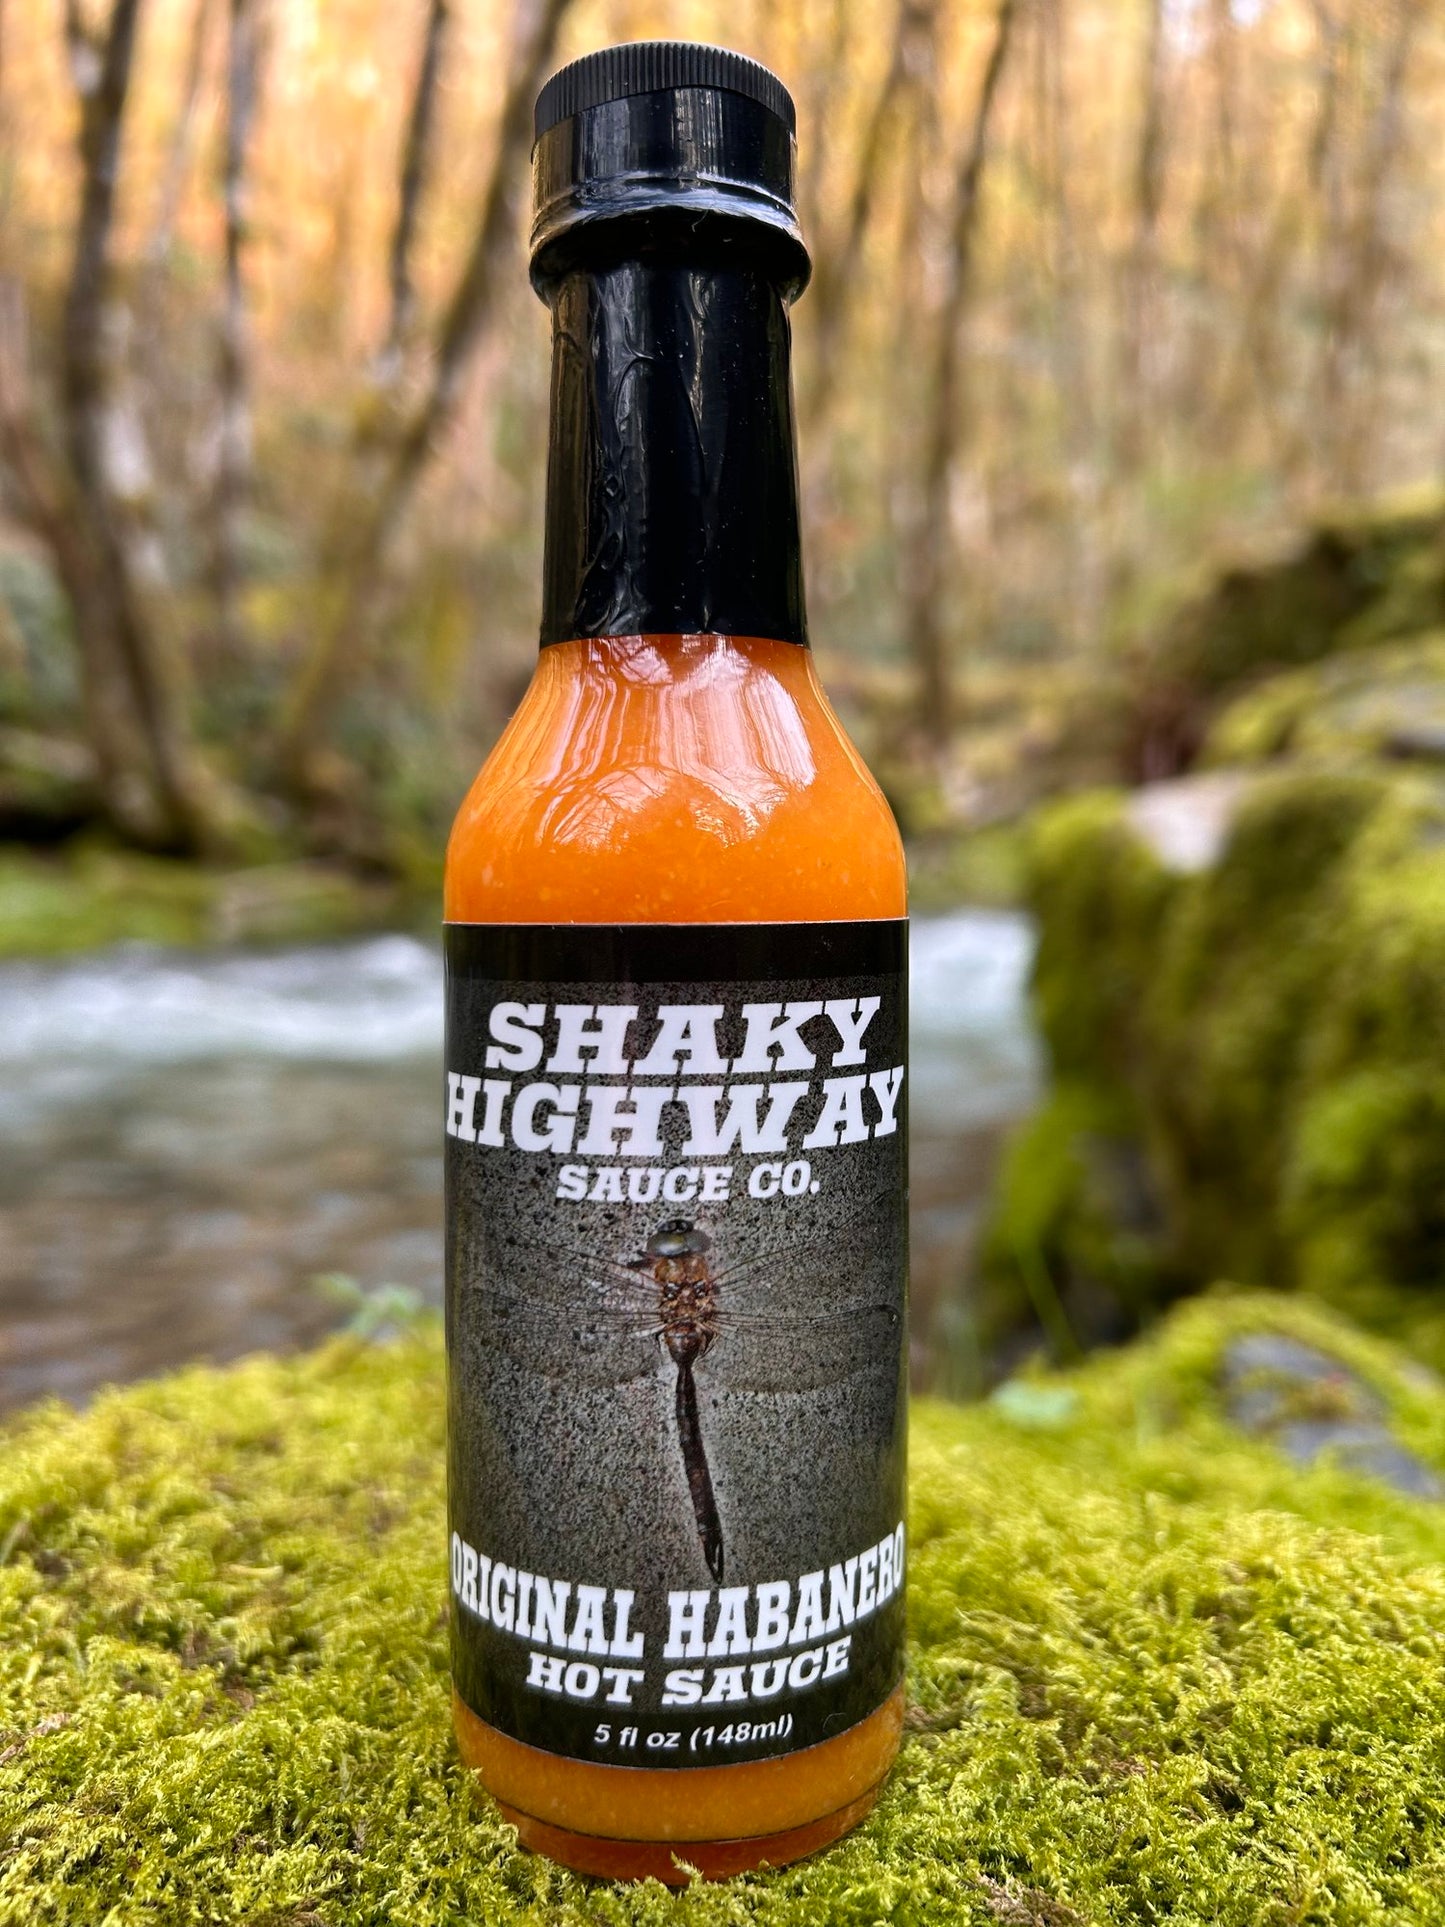 SHAKY
HIGHWAY
SAUCE CO.
ORIGINAL HABANERO
HOT SAUCE
5 fl oz (148ml)